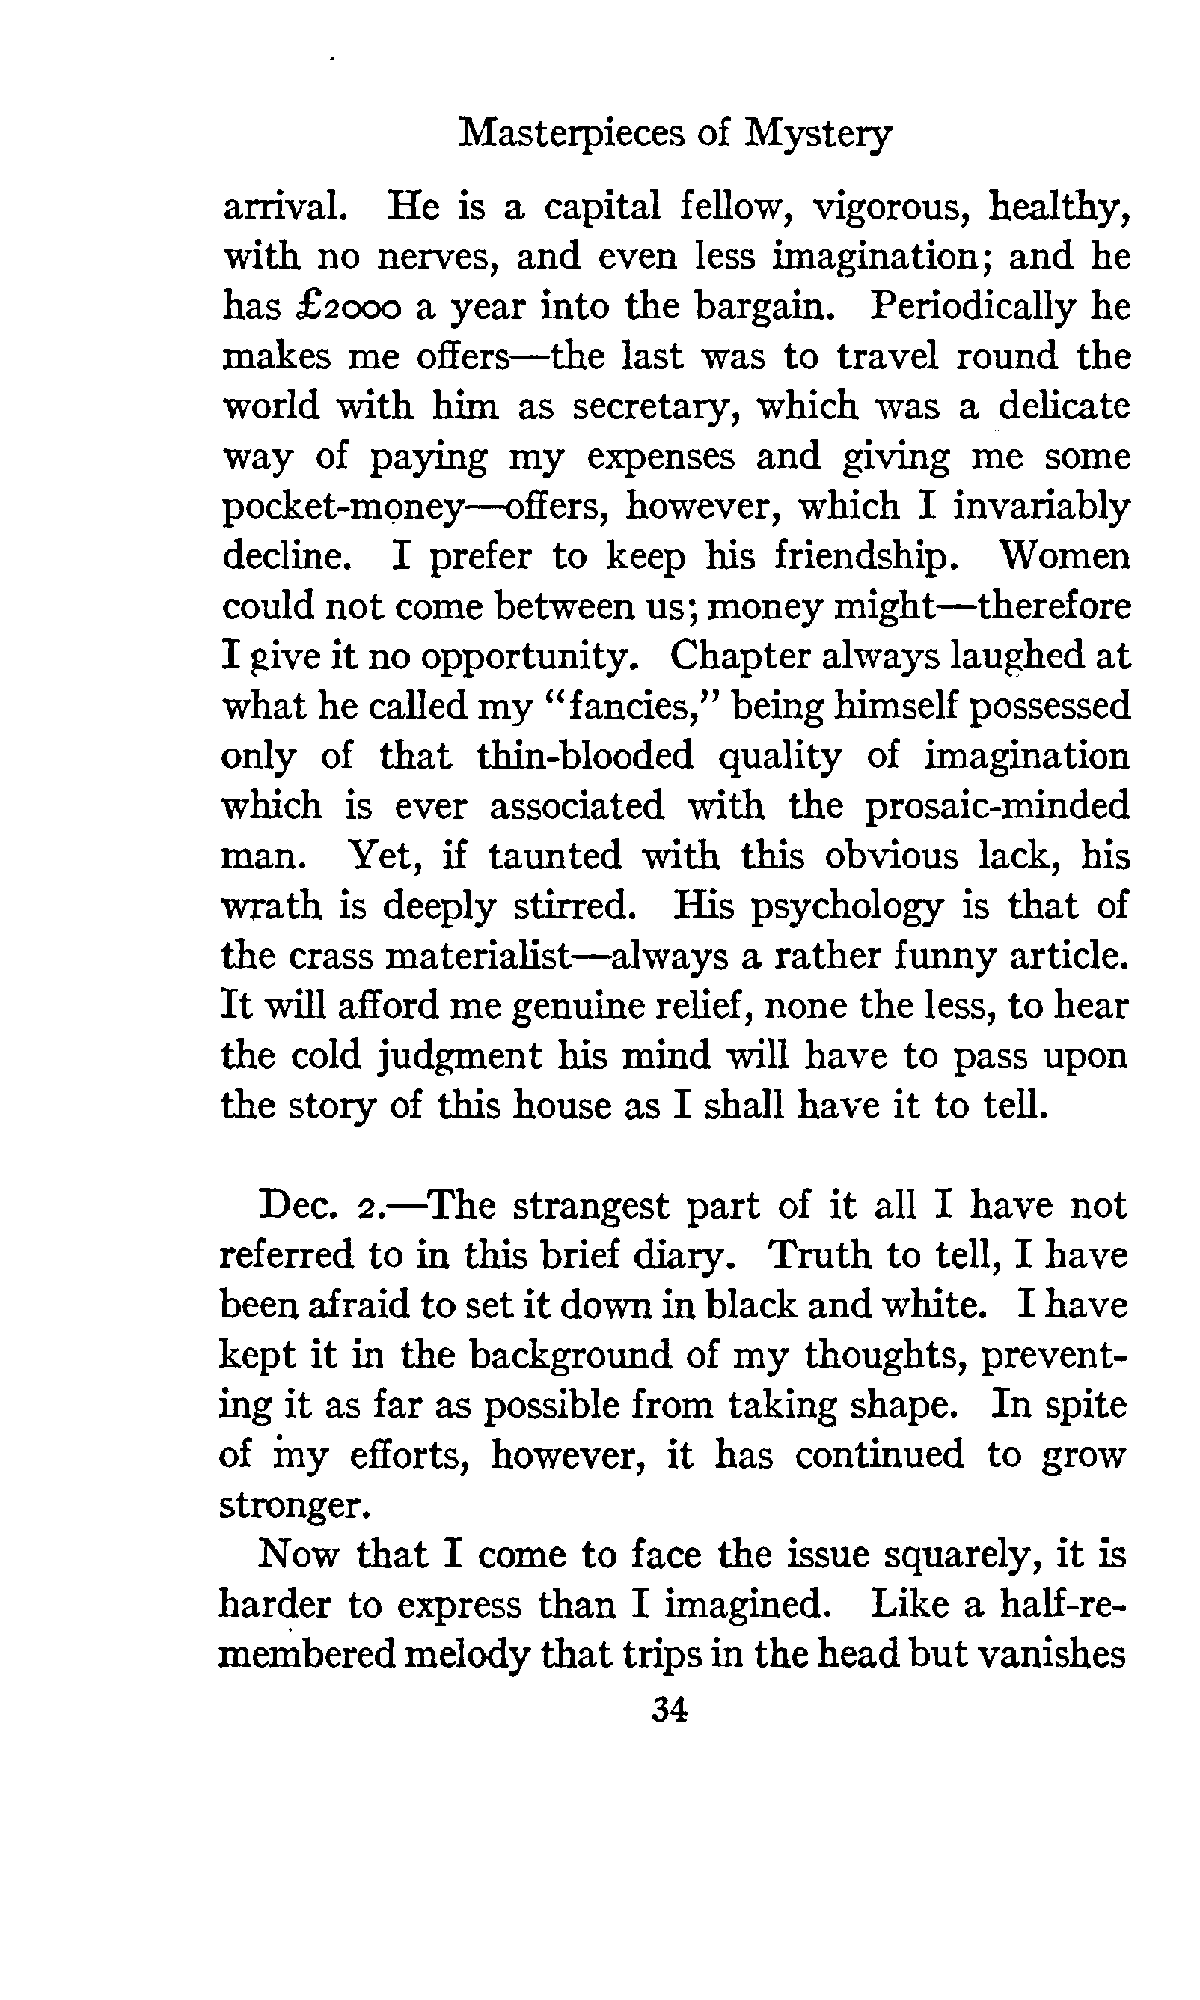 Masterpieces of Mystery
arrival. He is a capital fellow, vigorous, healthy,
with no nerves, and even less imagination; and he
has £2000 a year into the bargain. Periodically he
makes me offers—the last was to travel round the
world with him as secretary, which was a delicate
way of paying my expenses and giving me some
pocket-money—offers, however, which I invariably
decline. I prefer to keep his friendship. Women
could not come between us; money might—therefore
I give it no opportunity. Chapter always laughed at
what he called my “fancies,” being himself possessed
only of that thin-blooded quality of imagination
which is ever associated with the prosaic-minded
man. Yet, if taunted with this obvious lack, his
wrath is deeply stirred. His psychology is that of
the crass materialist—always a rather funny article.
It will afford me genuine relief, none the less, to hear
the cold judgment his mind will have to pass upon
the story of this house as I shall have it to tell.
Dec. 2.—The strangest part of it all I have not
referred to in this brief diary. Truth to tell, I have
been afraid to set it down in black and white. I have
kept it in the background of my thoughts, prevent-
ing it as far as possible from taking shape. In spite
of my efforts, however, it has continued to grow
stronger.
Now that I come to face the issue squarely, it is
harder to express than I imagined. Like a half-re-
membered melody that trips in the head but vanishes
34